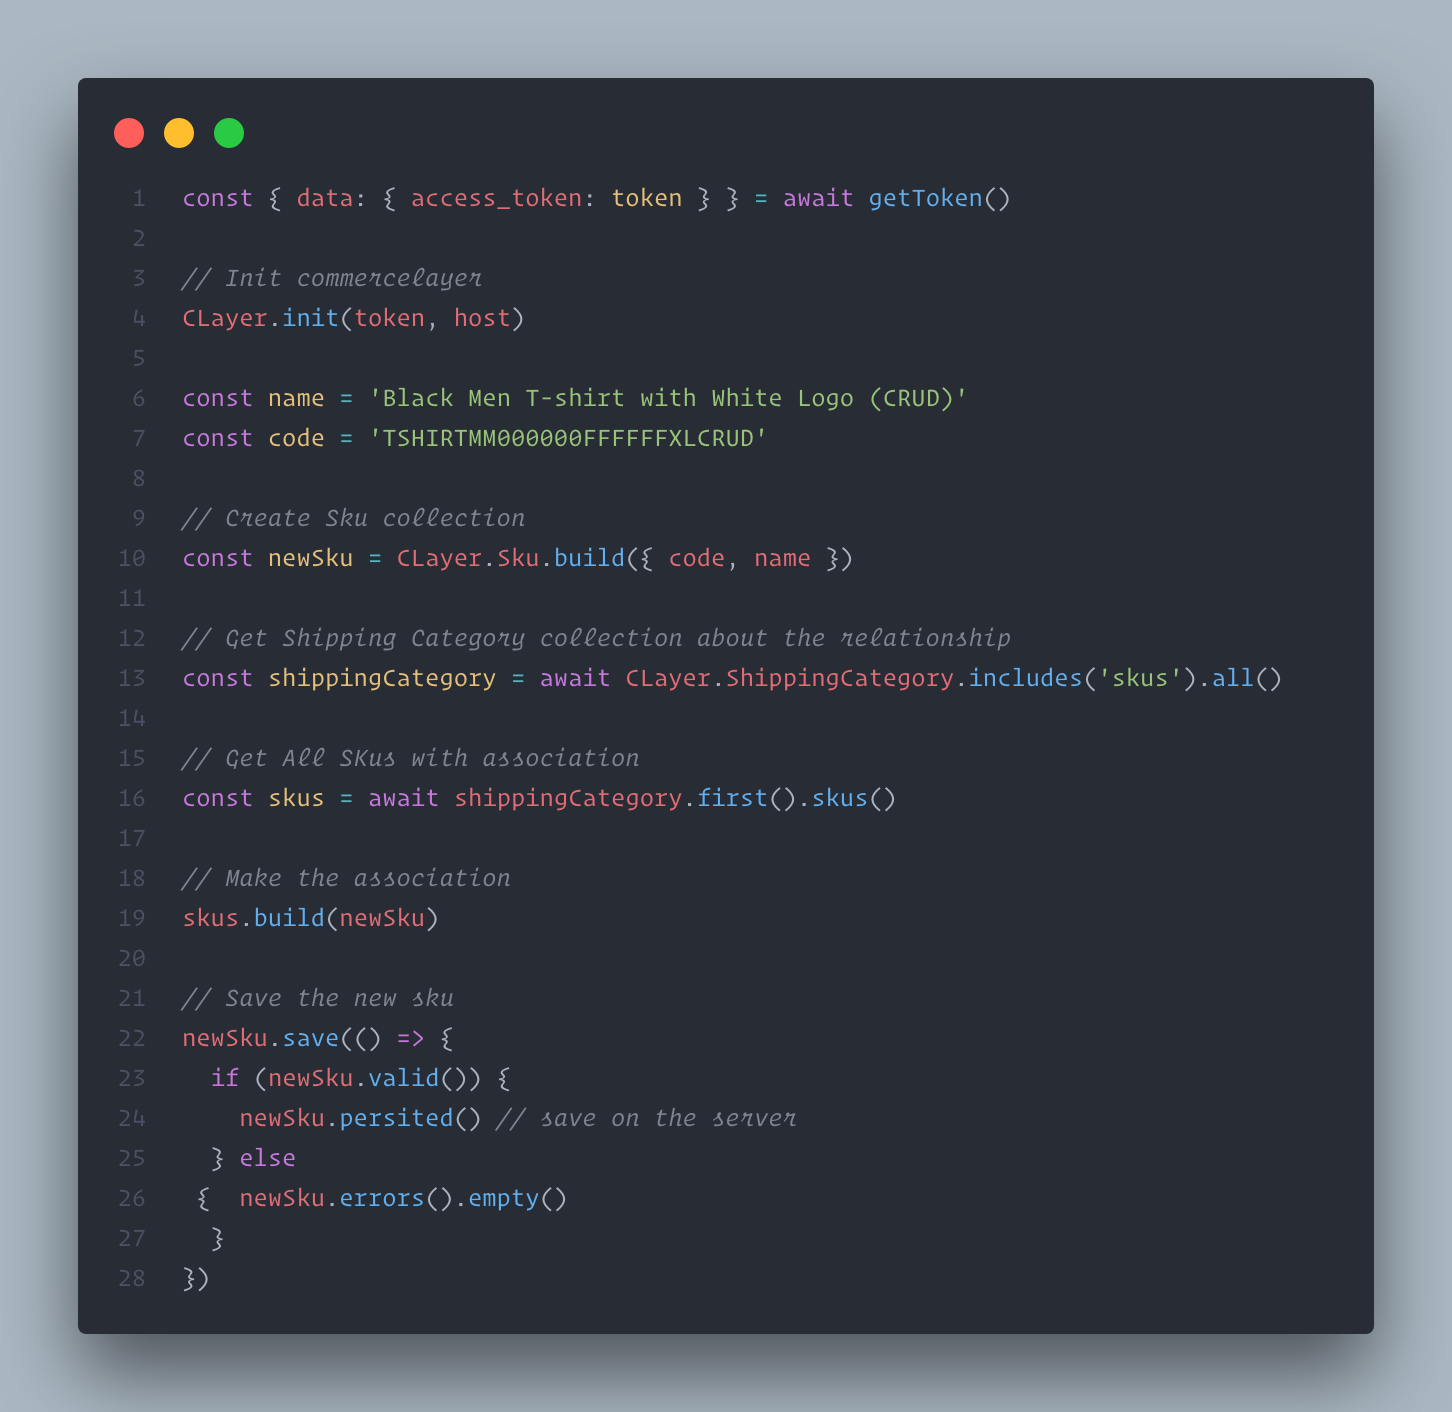 1 const { data: { access_token: token } } = await getToken()
2
3 // Init commercelayer
4 CLayer.init(token, host)
5
6 const name = 'Black Men T-shirt with White Logo (CRUD)'
7 const code = 'TSHIRTMM000000FFFFFFXLCRUD'
8
9 // Create Sku collection
10 const newSku = CLayer.Sku.build({ code, name })
11
12 // Get Shipping Category collection about the relationship
13 const shippingCategory = await CLayer.ShippingCategory.includes('skus').all()
14
15 // Get All SKus with association
16 const skus = await shippingCategory.first().skus()
17
18 // Make the association
19 skus.build(newSku)
20
21 // Save the new sku
22 newSku.save(() => {
23   if (newSku.valid()) {
24     newSku.persited() // save on the server
25   } else
26  {  newSku.errors().empty()
27   }
28 })